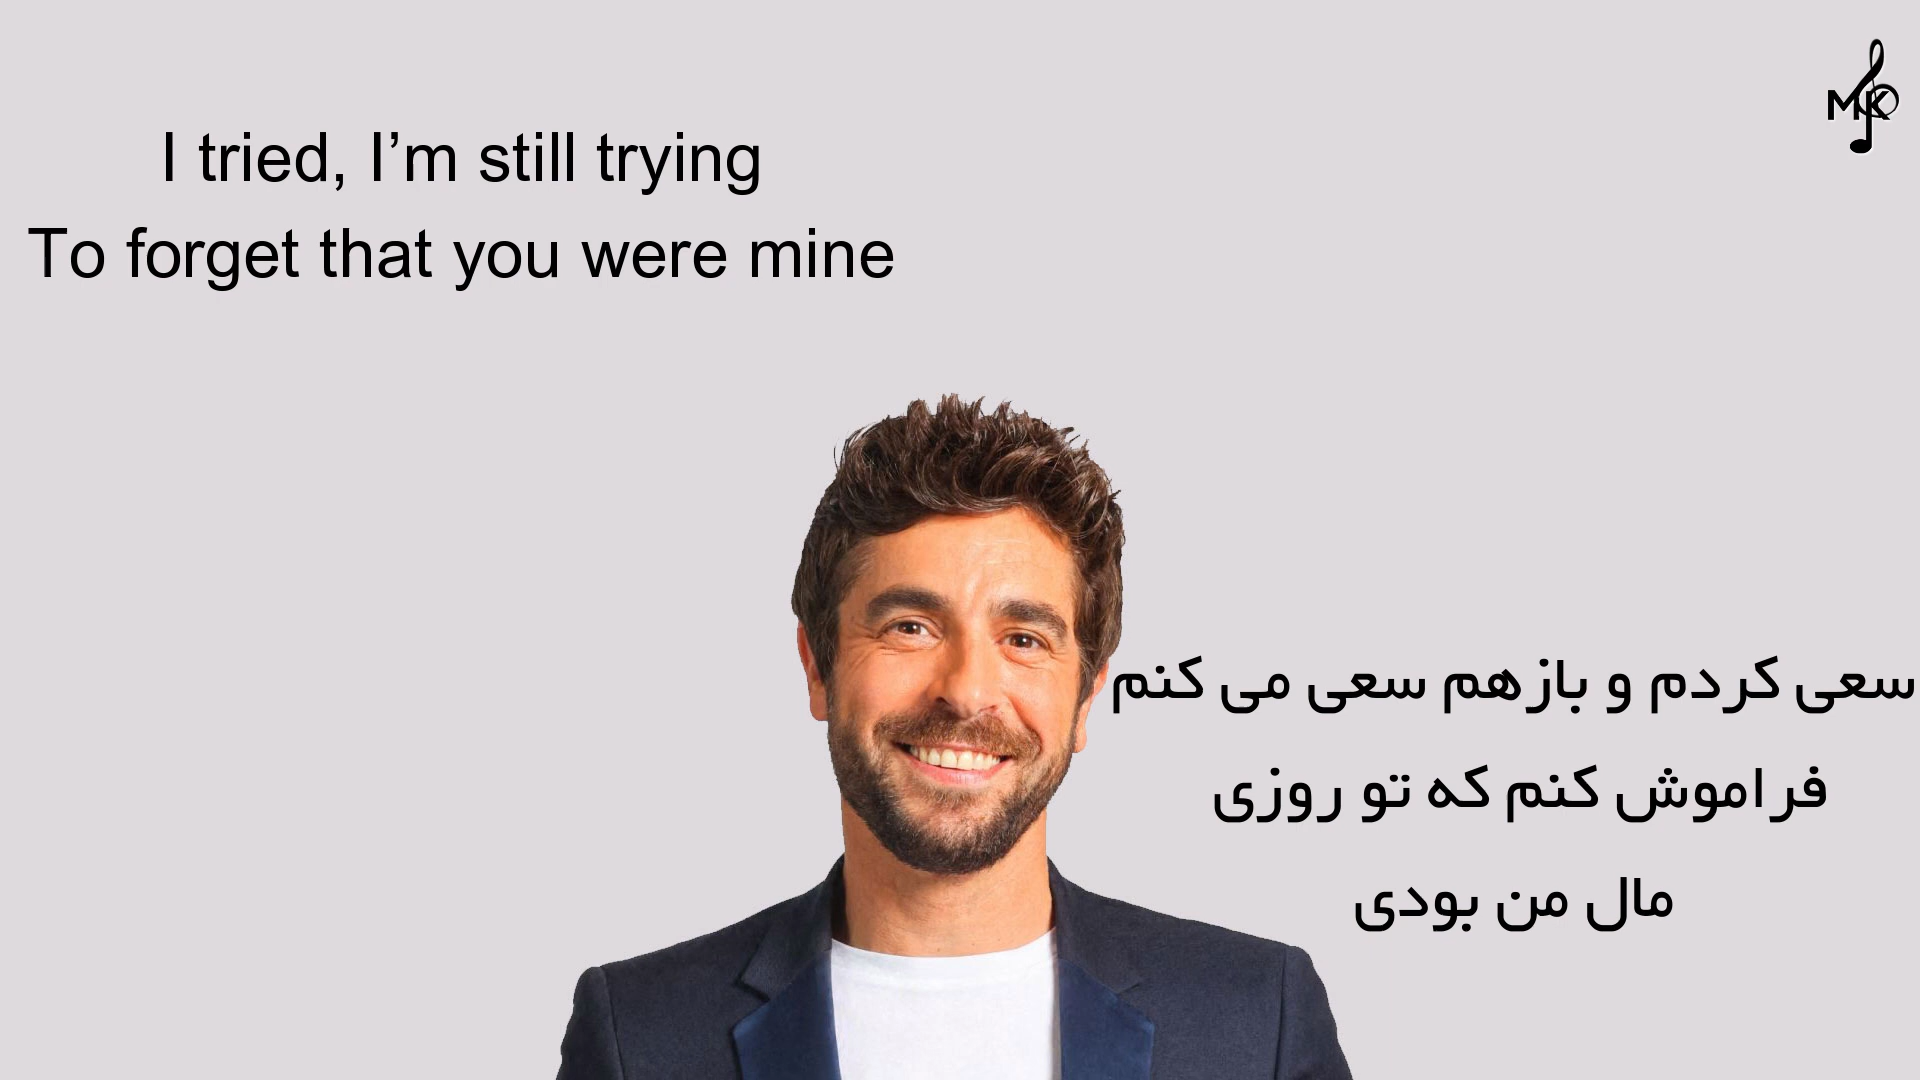 MK
I tried, I’m still trying
To forget that you were mine
سعی کردم و بازهم سعی می کنم
فراموش کنم که تو روزی
مال من بودی